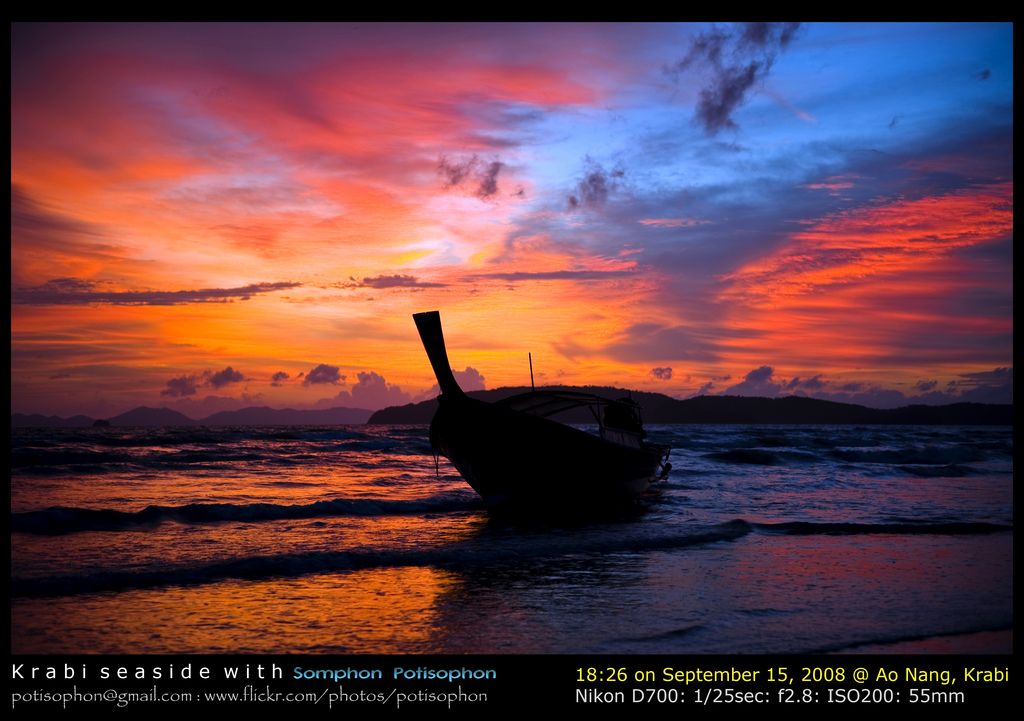 Krabi seaside with Somphon Potisophon
potisophon@gmail.com : www.flickr.com/photos/potisophon
18:26 on September 15, 2008 @ Ao Nang, Krabi
Nikon D700: 1/25sec: f2.8: ISO200: 55mm